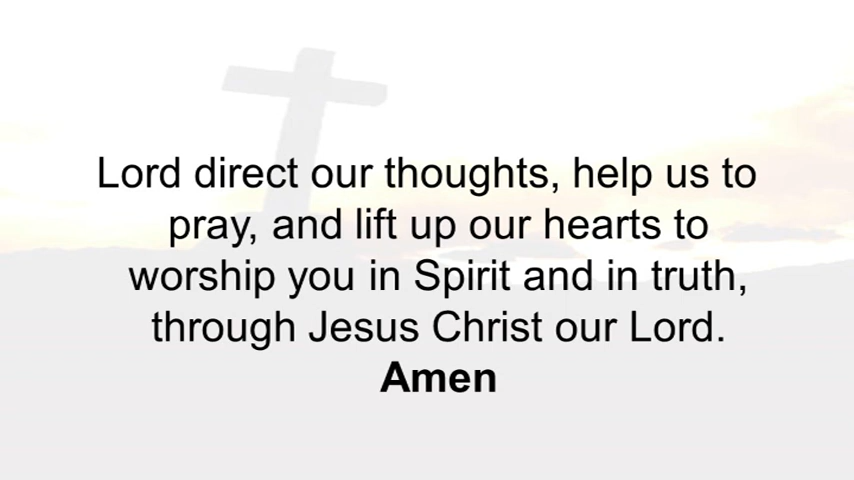 Lord direct our thoughts, help us to
pray, and lift up our hearts to
worship you in Spirit and in truth,
through Jesus Christ our Lord.
Amen